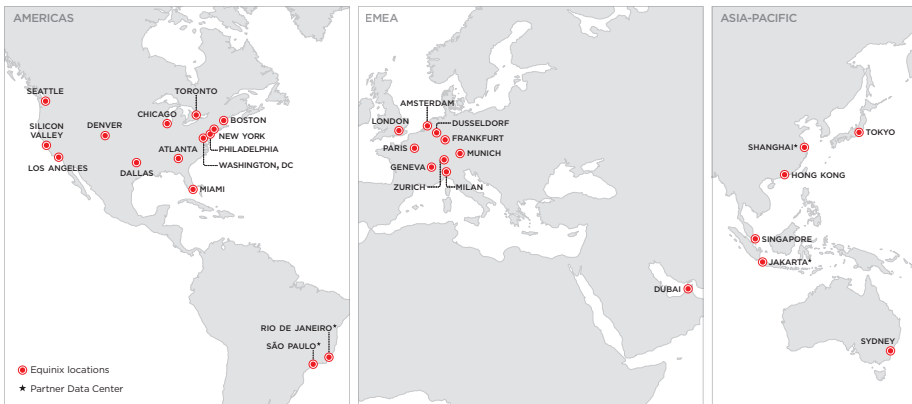 AMERICAS
SEATTLE
SILICON
VALLEY
LOS ANGELES
DENVER
DALLAS
CHICAGO
TORONTO
ATLANTA
BOSTON
NEW YORK
PHILADELPHIA
WASHINGTON, DC
MIAMI
RIO DE JANEIRO★
SÃO PAULO★
Equinix locations
★ Partner Data Center
EMEA
LONDON
AMSTERDAM
DUSSELDORF
FRANKFURT
PARIS
MUNICH
GENEVA
ZURICH
MILAN
DUBAI
ASIA-PACIFIC
TOKYO
SHANGHAI★
HONG KONG
SINGAPORE
JAKARTA★
SYDNEY